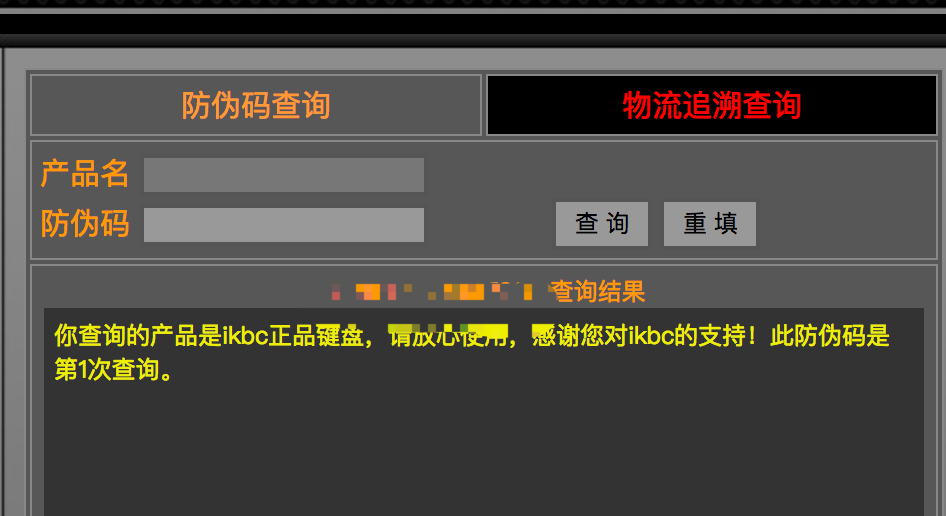 防伪码查询
物流追溯查询
产品名
防伪码
查 询
重 填
查询结果
你查询的产品是ikbc正品键盘，请放心使用，感谢您对ikbc的支持！此防伪码是
第1次查询。